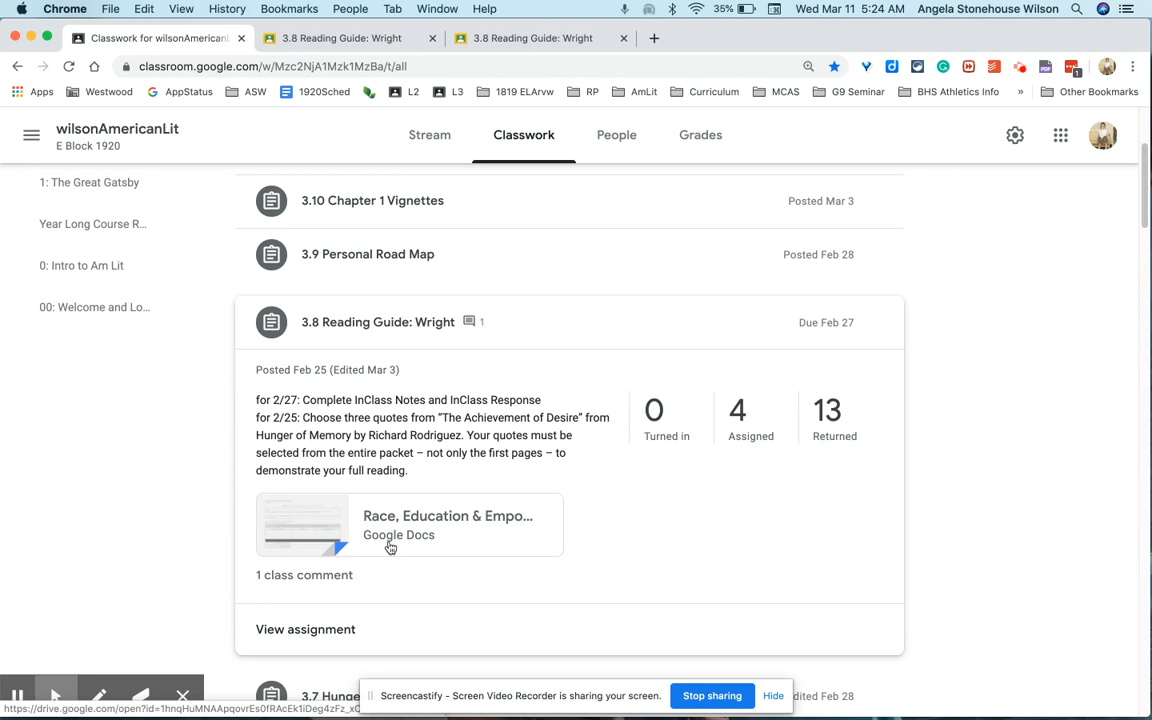 Chrome File Edit View History Bookmarks People Tab Window Help 35% Wed Mar 11 5:24 AM Angela Stonehouse Wilson
Classwork for wilsonAmericanL 3.8 Reading Guide: Wright 3.8 Reading Guide: Wright
classroom.google.com/w/Mzc2NjA1Mzk1MzBa/t/all
Apps Westwood AppStatus ASW 1920Sched L2 L3 1819 ELArvw RP AmLit Curriculum MCAS G9 Seminar BHS Athletics Info » Other Bookmarks
wilsonAmericanLit
E Block 1920
Stream Classwork People Grades
1: The Great Gatsby
Year Long Course R...
0: Intro to Am Lit
00: Welcome and Lo...
3.10 Chapter 1 Vignettes Posted Mar 3
3.9 Personal Road Map Posted Feb 28
3.8 Reading Guide: Wright 1 Due Feb 27
Posted Feb 25 (Edited Mar 3)
for 2/27: Complete InClass Notes and InClass Response
for 2/25: Choose three quotes from "The Achievement of Desire" from
Hunger of Memory by Richard Rodriguez. Your quotes must be
selected from the entire packet – not only the first pages – to
demonstrate your full reading.
0 4 13
Turned in Assigned Returned
Race, Education & Empo...
Google Docs
1 class comment
View assignment
3.7 Hunge dited Feb 28
Screencastify - Screen Video Recorder is sharing your screen. Stop sharing Hide